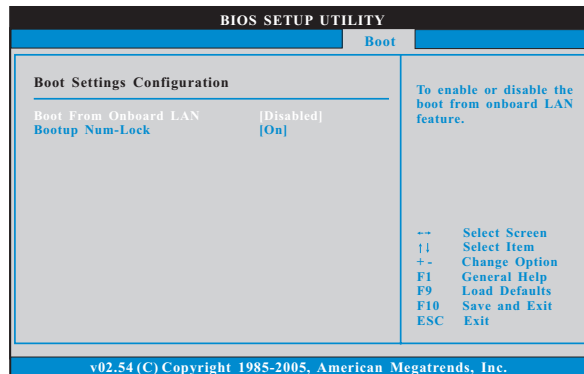 BIOS SETUP UTILITY
Boot
Boot Settings Configuration
Boot From Onboard LAN [Disabled]
Bootup Num-Lock [On]
To enable or disable the
boot from onboard LAN
feature.
←→ Select Screen
↑↓ Select Item
+ - Change Option
F1 General Help
F9 Load Defaults
F10 Save and Exit
ESC Exit
v02.54 (C) Copyright 1985-2005, American Megatrends, Inc.